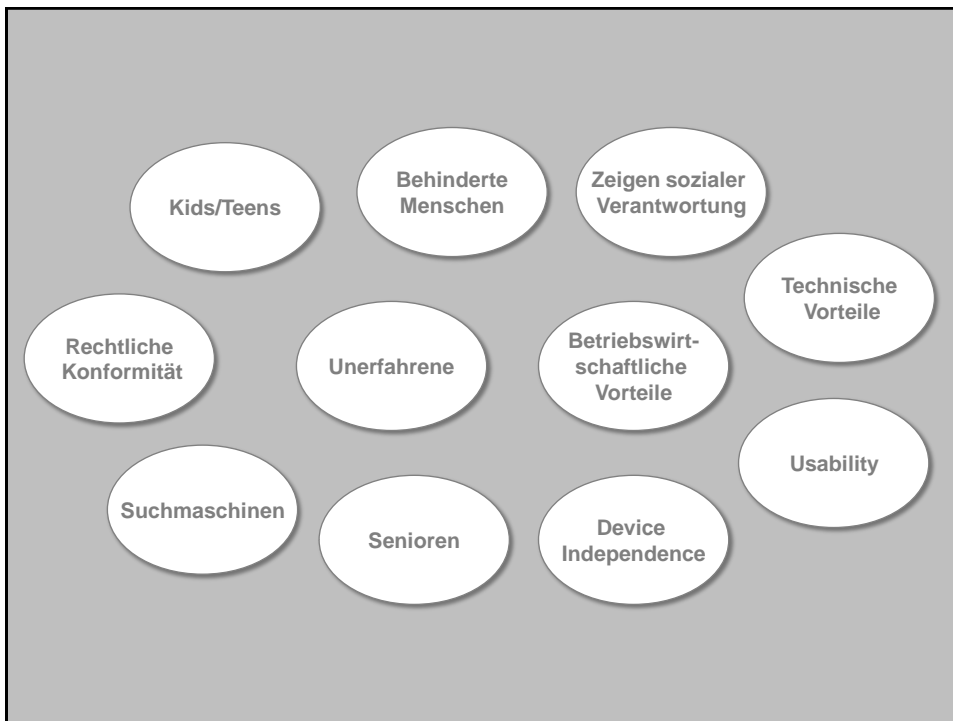 Kids/Teens
Behinderte
Menschen
Zeigen sozialer
Verantwortung
Technische
Vorteile
Rechtliche
Konformität
Unerfahrene
Betriebswirt-
schaftliche
Vorteile
Usability
Suchmaschinen
Senioren
Device
Independence